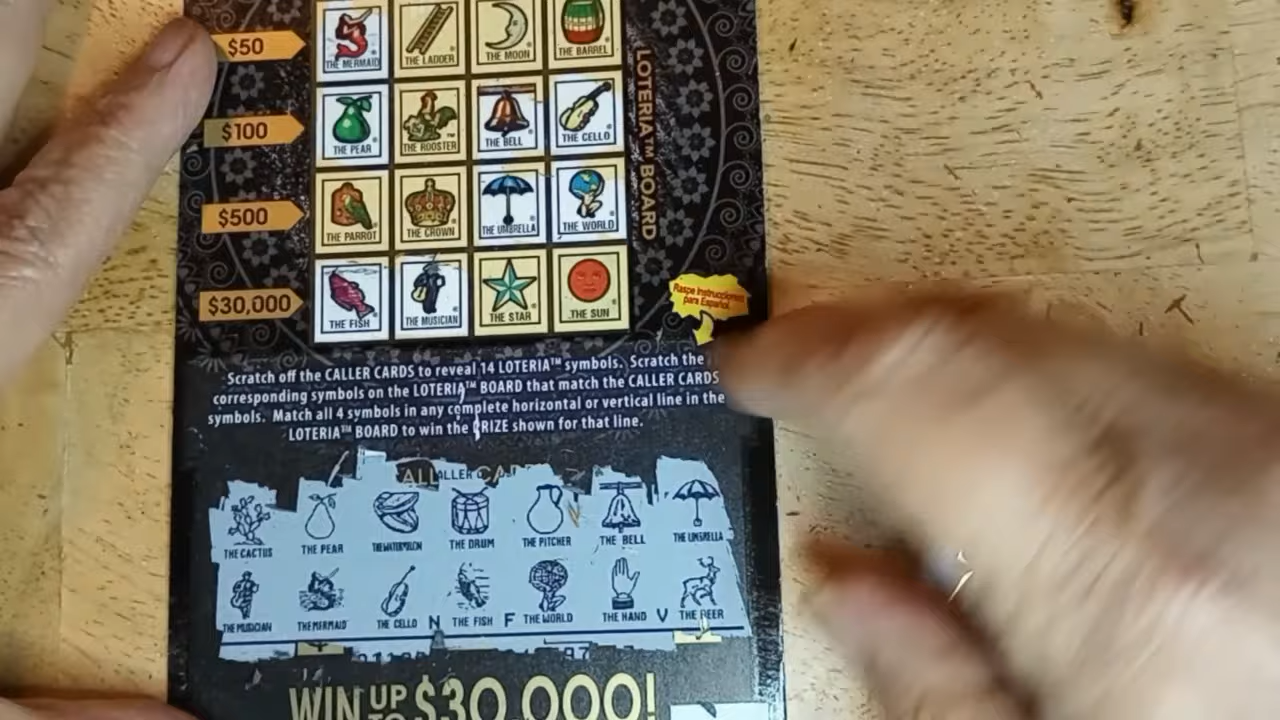 $50
THE MERMAID
THE LADDER
THE MOON
THE BARREL
$100
THE PEAR
THE ROOSTER
THE BELL
THE CELLO
$500
THE PARROT
THE CROWN
THE UMBRELLA
THE WORLD
$30,000
THE FISH
THE MUSICIAN
THE STAR
THE SUN
LOTERIA™ BOARD
Raspe Instrucciones
para Español
Scratch off the CALLER CARDS to reveal 14 LOTERIA™ symbols. Scratch the
corresponding symbols on the LOTERIA™ BOARD that match the CALLER CARDS
symbols. Match all 4 symbols in any complete horizontal or vertical line in the
LOTERIA™ BOARD to win the PRIZE shown for that line.
THE CACTUS
THE PEAR
THE WATERMELON
THE DRUM
THE PITCHER
THE BELL
THE UMBRELLA
THE MUSICIAN
THE MERMAID
THE CELLO
N
THE FISH
F
THE WORLD
THE HAND
V
THE DEER
WIN UP TO $30,000!